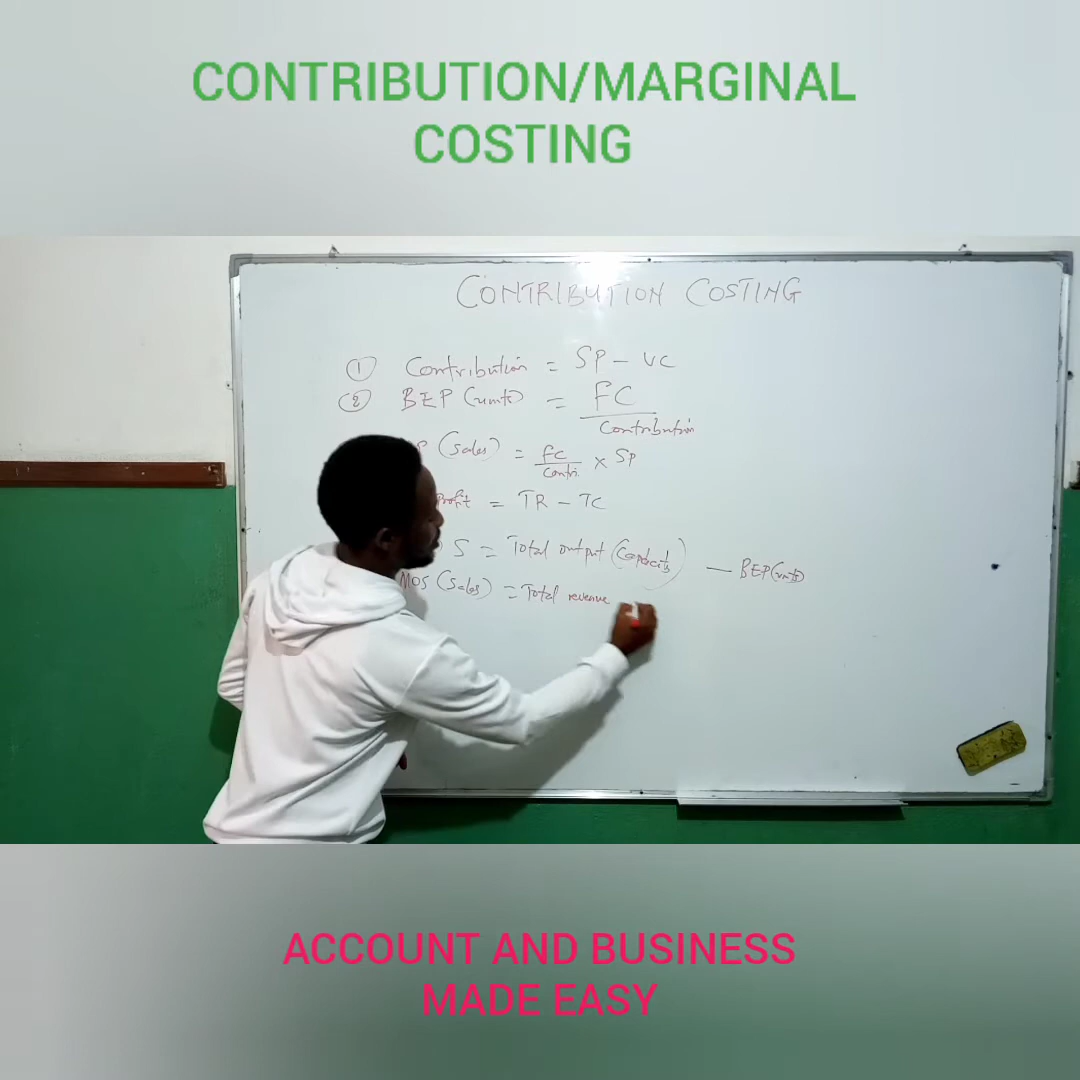 CONTRIBUTION/MARGINAL
COSTING
CONTRIBUTION COSTING
① Contribution = SP - VC
② BEP (units) = FC / Contribution
(Sales) = FC / Contri. X SP
Profit = TR - TC
S = Total output (Capacity) - BEP (units)
MOS (Sales) = Total revenue
ACCOUNT AND BUSINESS
MADE EASY